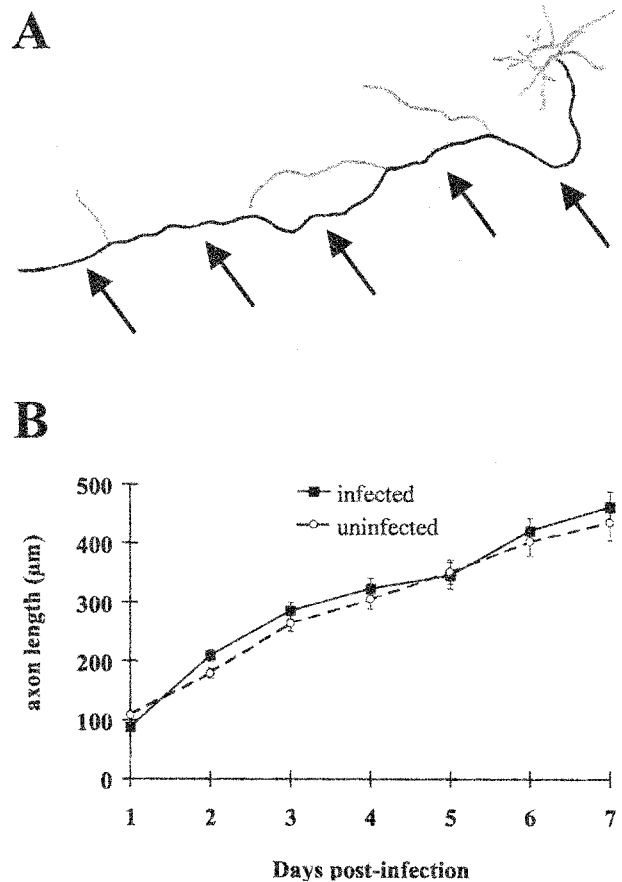 A
B
500
400
300
200
100
0
axon length (µm)
infected
uninfected
1 2 3 4 5 6 7
Days post-infection